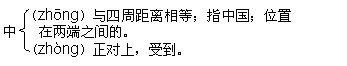 (zhōng) 与四周距离相等；指中国；位置
中 在两端之间的。
(zhòng) 正对上，受到。